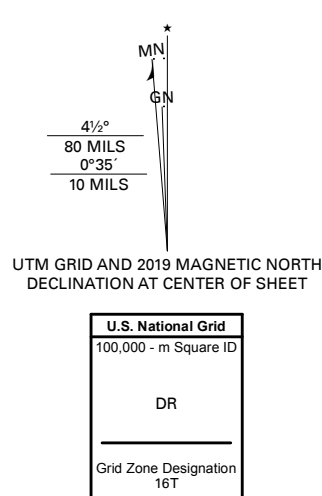 ★
MN
GN
4½°
80 MILS
0°35´
10 MILS
UTM GRID AND 2019 MAGNETIC NORTH
DECLINATION AT CENTER OF SHEET
U.S. National Grid
100,000 - m Square ID
DR
Grid Zone Designation
16T